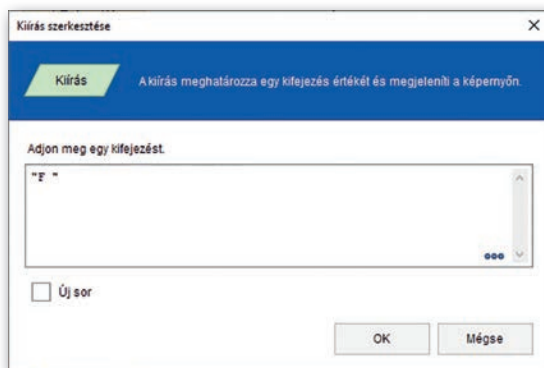 Kiírás szerkesztése
Kiírás
A kiírás meghatározza egy kifejezés értékét és megjeleníti a képernyőn.
Adjon meg egy kifejezést.
"F "
Új sor
OK
Mégse